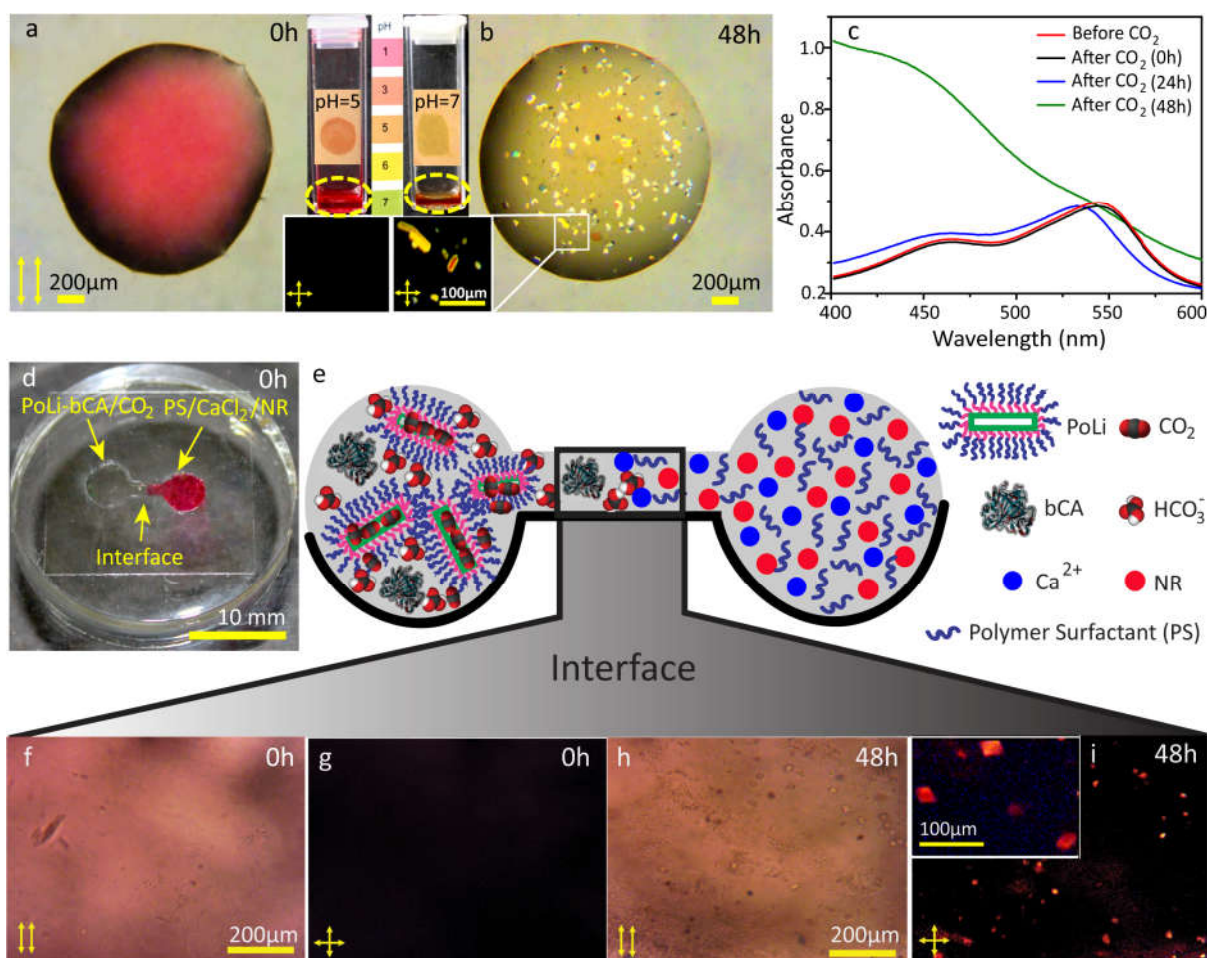 a
0h
pH
1
3
5
6
7
pH=5
pH=7
b
48h
200µm
100µm
200µm
c
Before CO₂
After CO₂ (0h)
After CO₂ (24h)
After CO₂ (48h)
Absorbance
1.0
0.8
0.6
0.4
0.2
400
450
500
550
600
Wavelength (nm)
d
0h
PoLi-bCA/CO₂
PS/CaCl₂/NR
Interface
10 mm
e
PoLi
CO₂
bCA
HCO₃⁻
Ca²⁺
NR
Polymer Surfactant (PS)
Interface
f
0h
200µm
g
0h
h
48h
200µm
100µm
i
48h